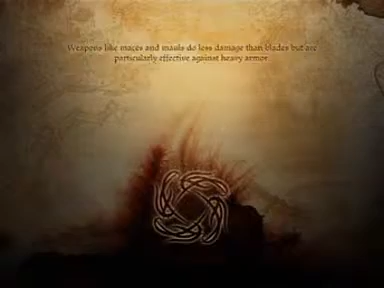 Weapons like maces and mauls do less damage than blades but are
particularly effective against heavy armor.